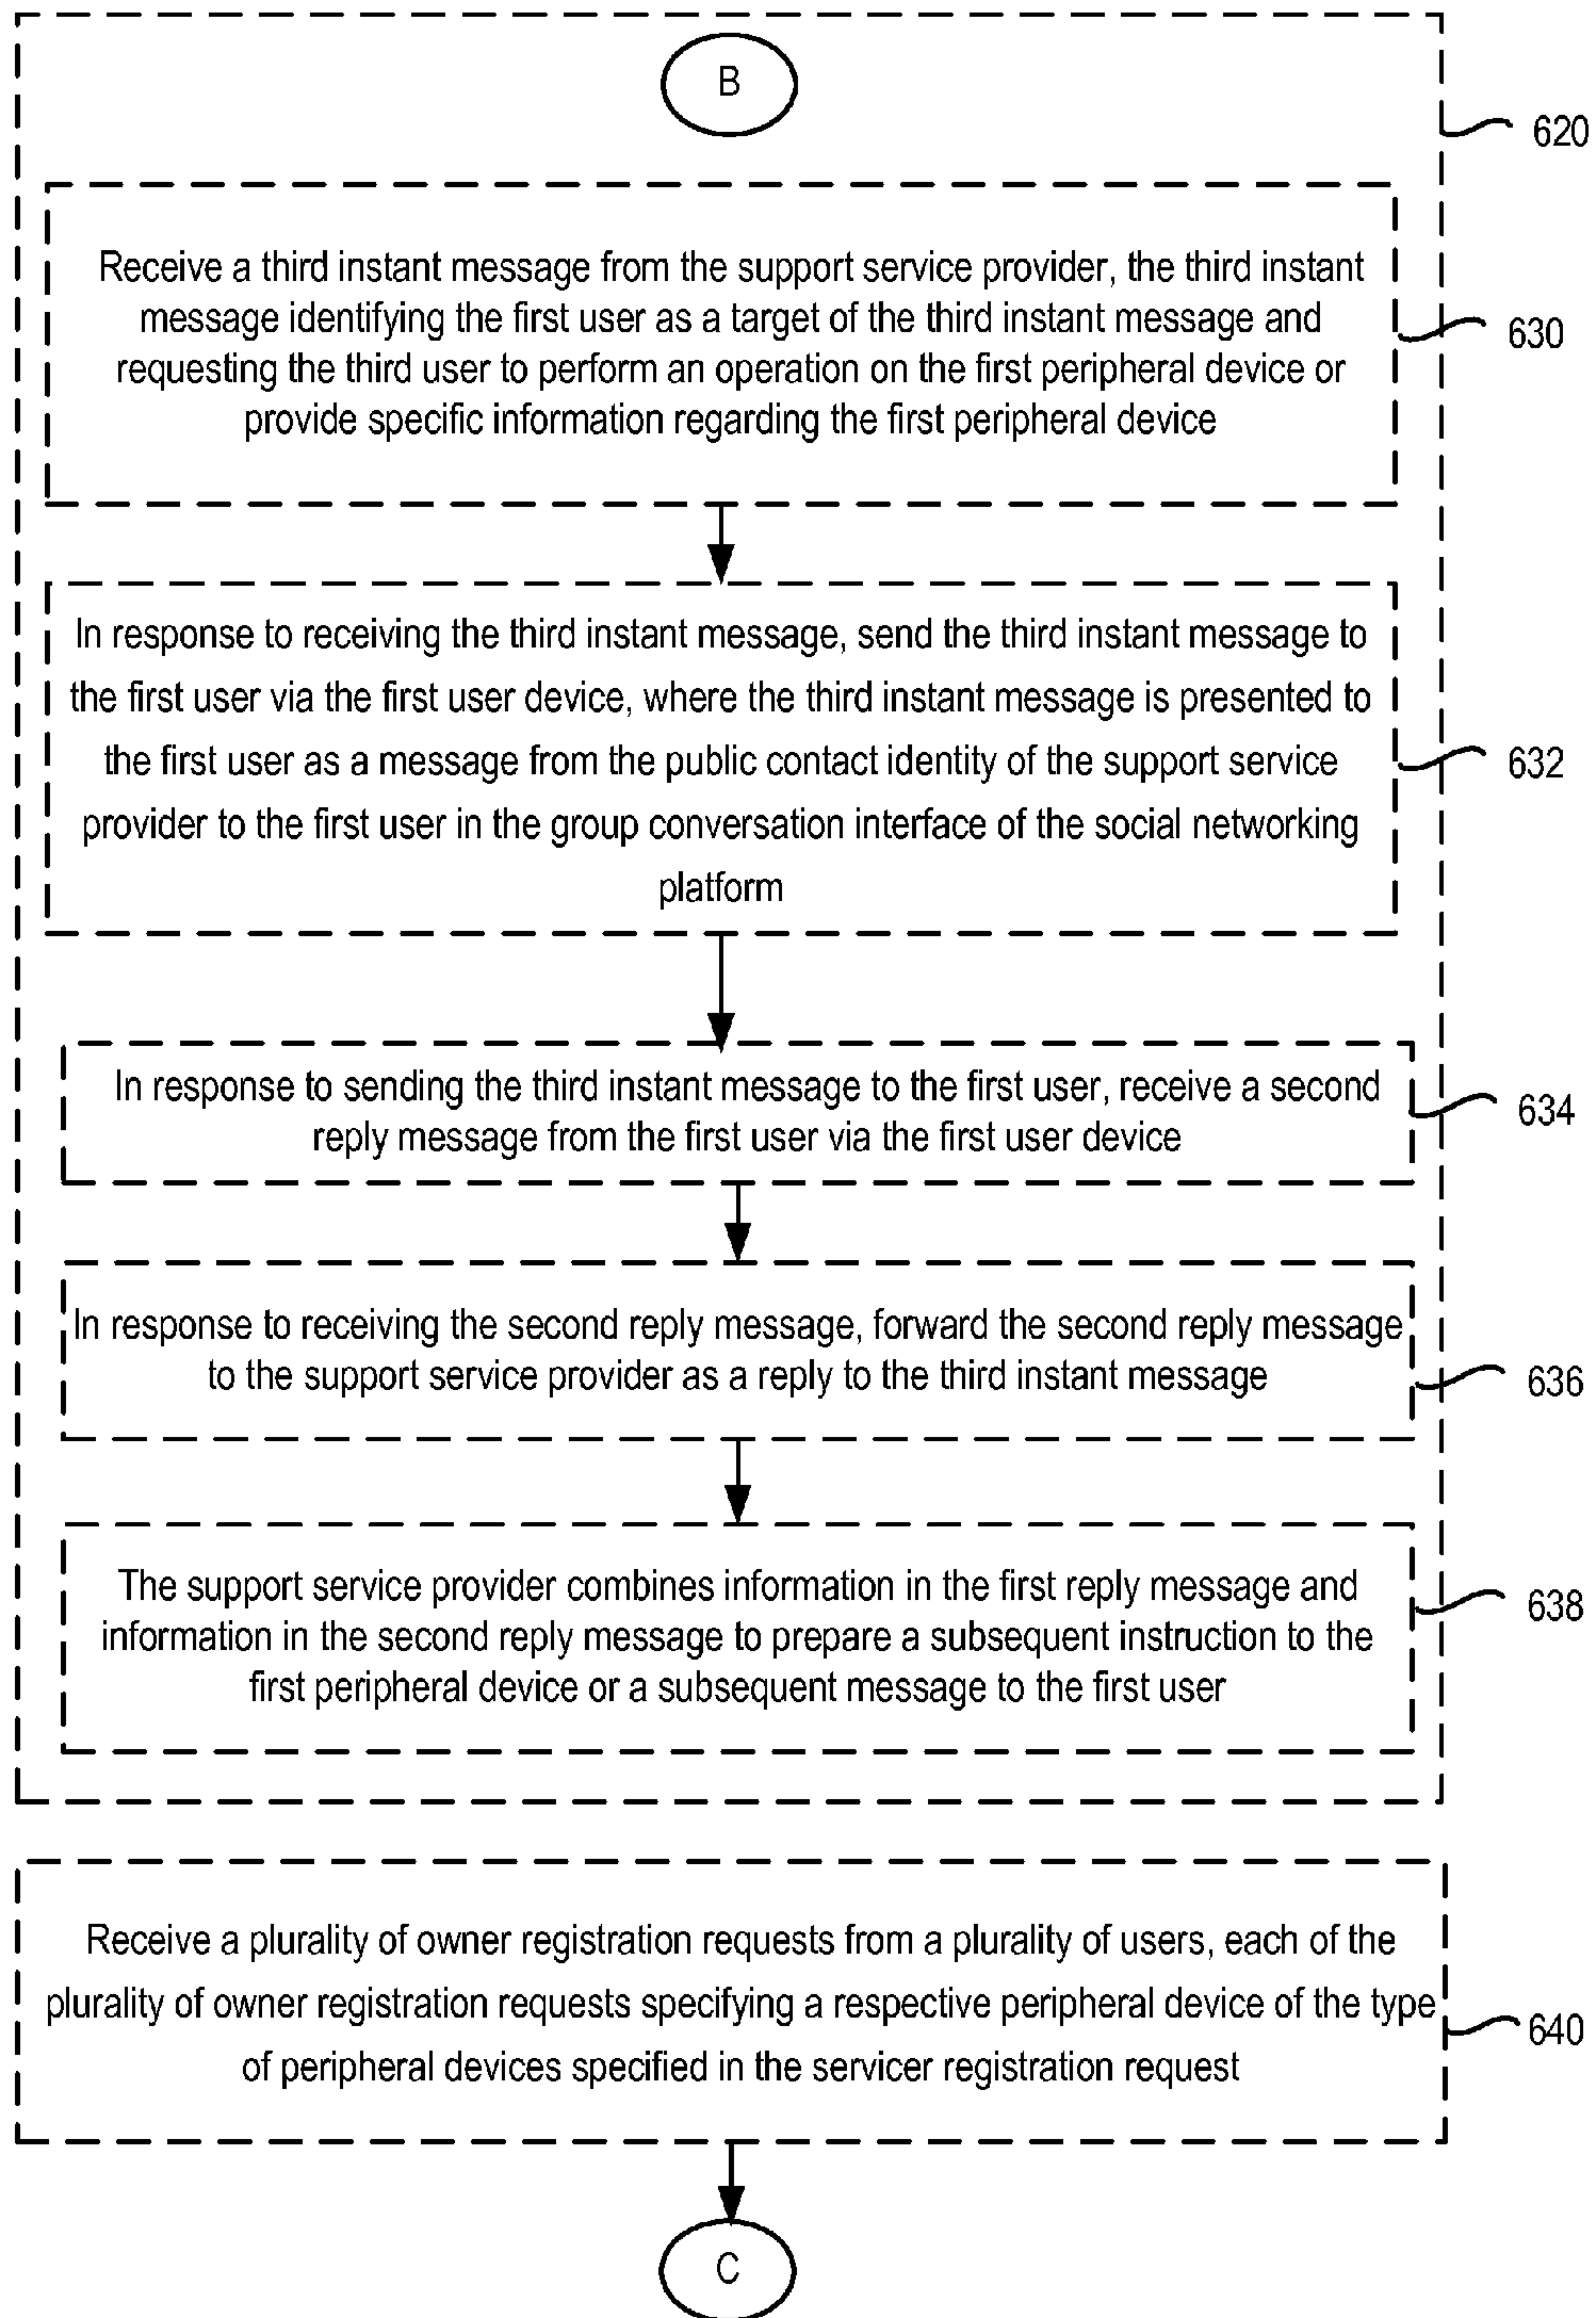 B
620
Receive a third instant message from the support service provider, the third instant
message identifying the first user as a target of the third instant message and
requesting the third user to perform an operation on the first peripheral device or
provide specific information regarding the first peripheral device
630
In response to receiving the third instant message, send the third instant message to
the first user via the first user device, where the third instant message is presented to
the first user as a message from the public contact identity of the support service
provider to the first user in the group conversation interface of the social networking
platform
632
In response to sending the third instant message to the first user, receive a second
reply message from the first user via the first user device
634
In response to receiving the second reply message, forward the second reply message
to the support service provider as a reply to the third instant message
636
The support service provider combines information in the first reply message and
information in the second reply message to prepare a subsequent instruction to the
first peripheral device or a subsequent message to the first user
638
Receive a plurality of owner registration requests from a plurality of users, each of the
plurality of owner registration requests specifying a respective peripheral device of the type
of peripheral devices specified in the servicer registration request
640
C